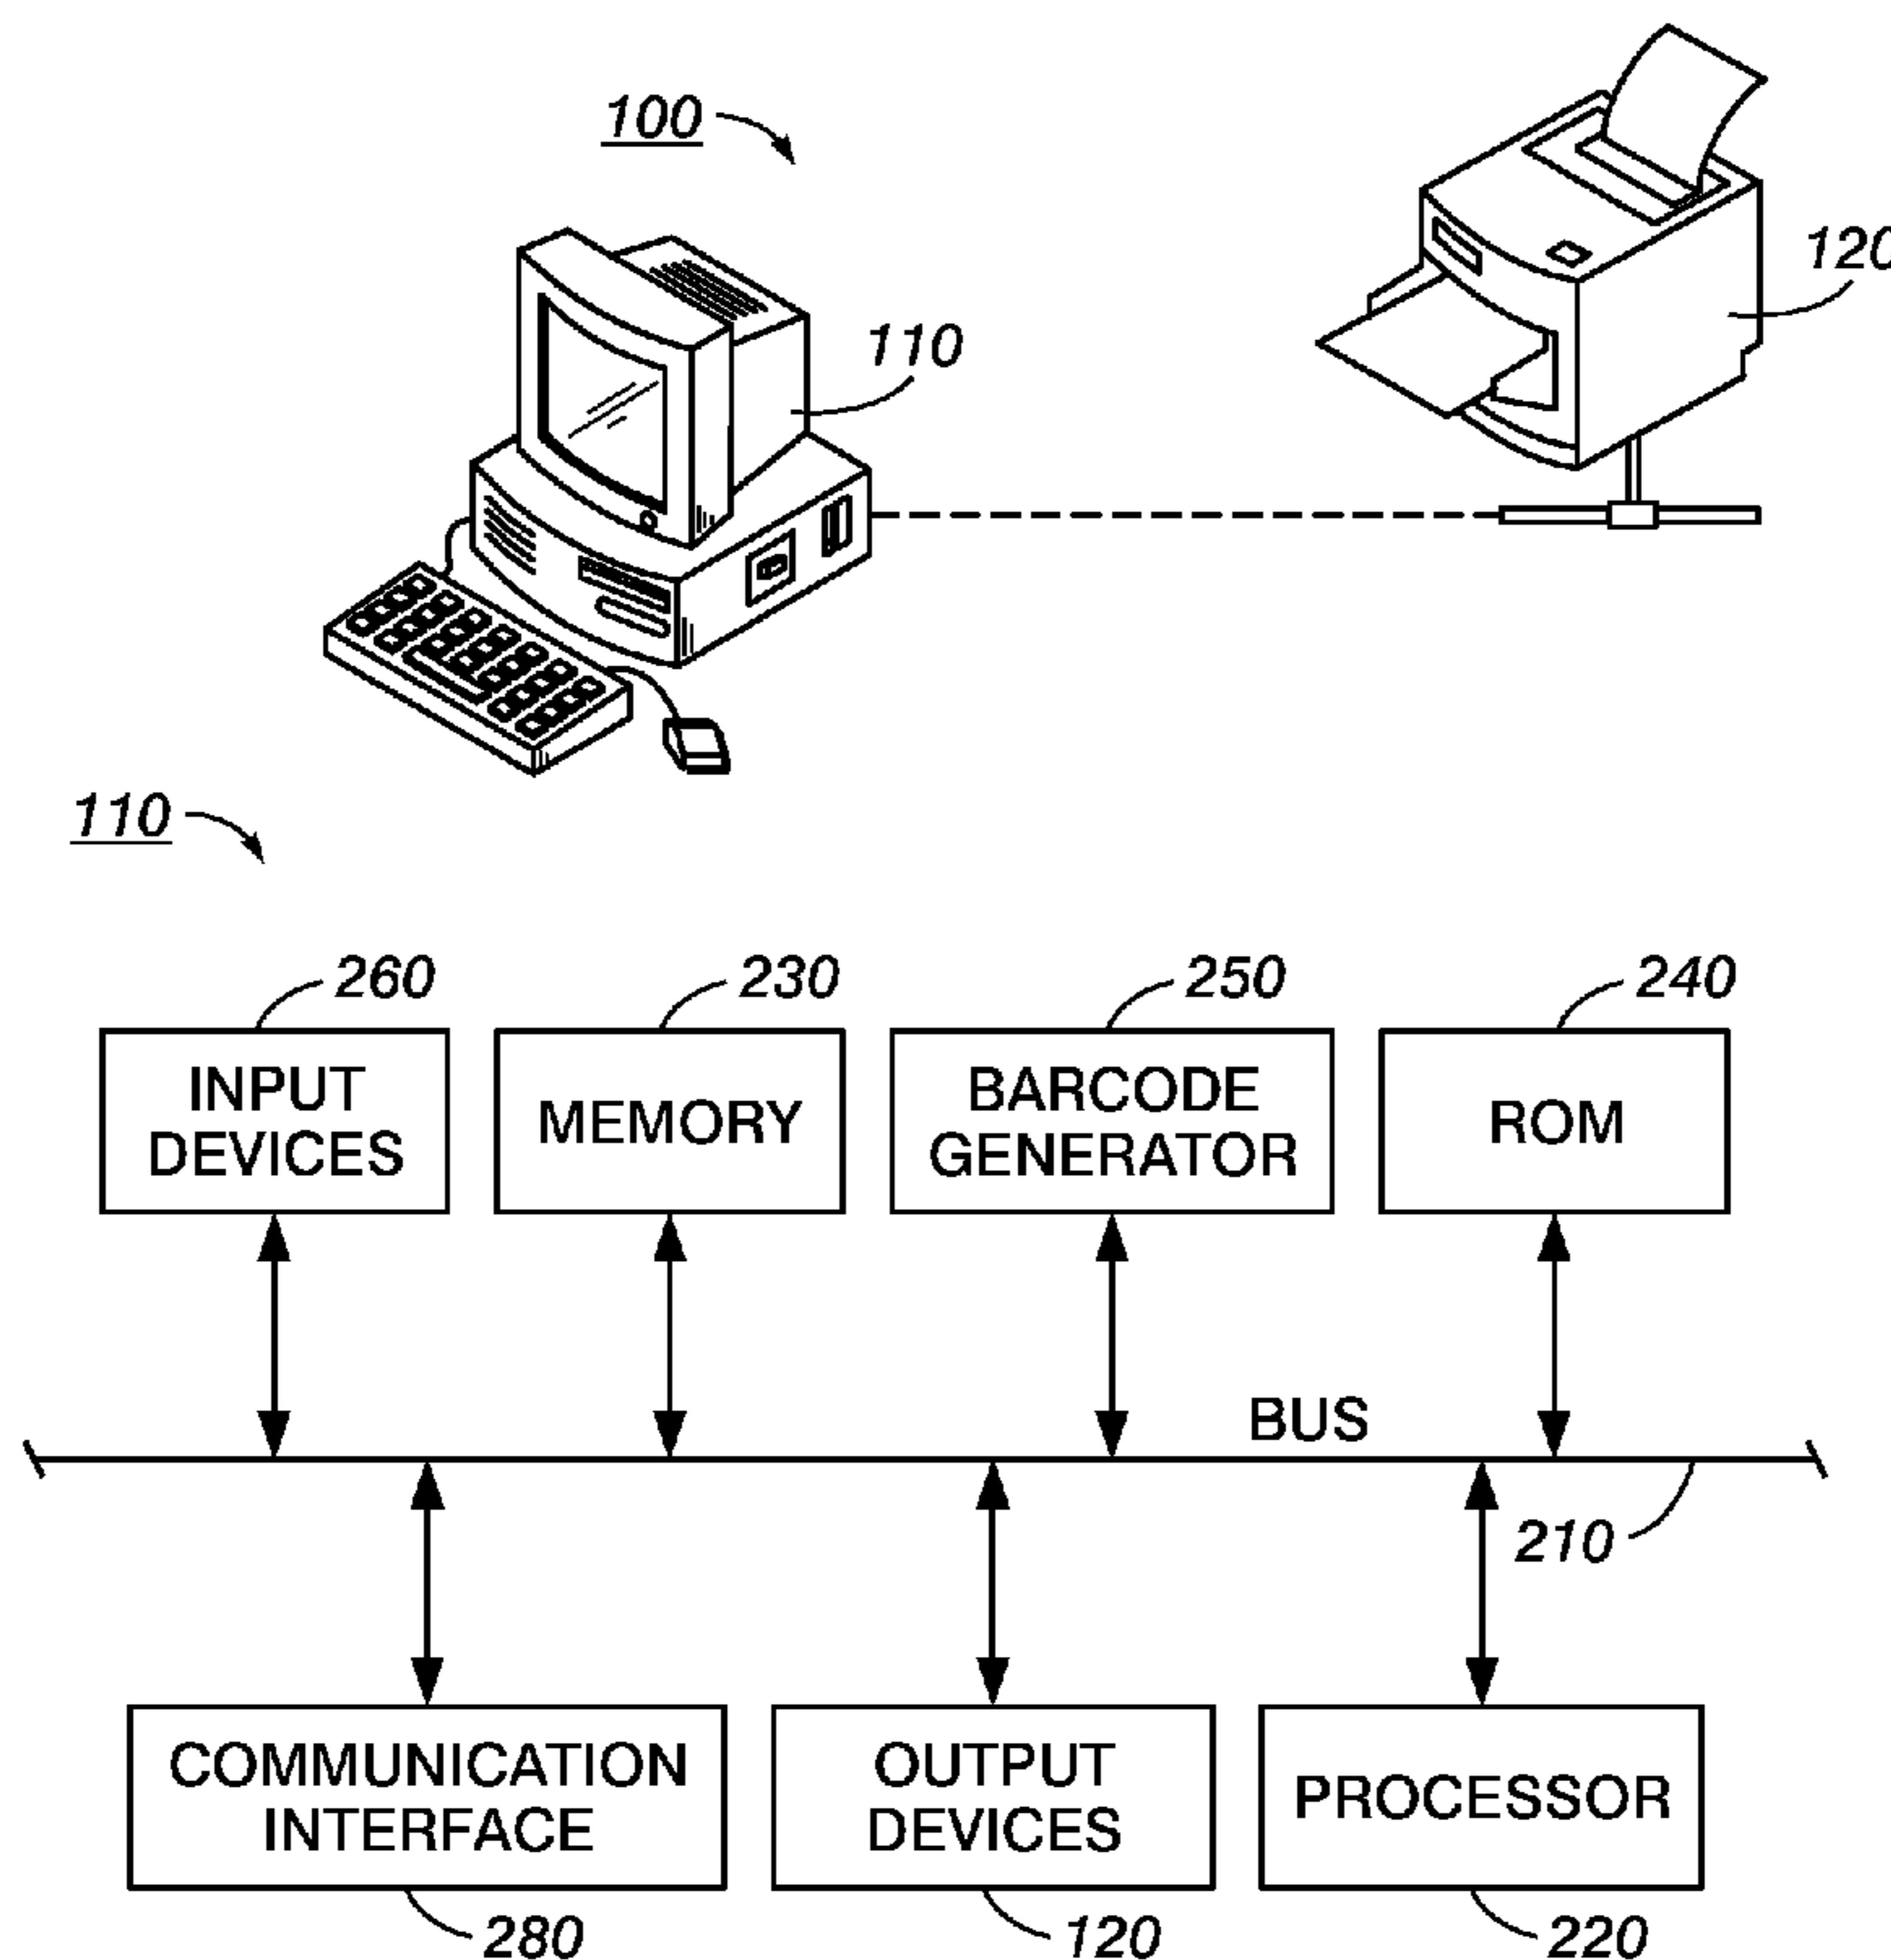 100
120
110
110
260
230
250
240
INPUT
DEVICES
MEMORY
BARCODE
GENERATOR
ROM
BUS
210
COMMUNICATION
INTERFACE
OUTPUT
DEVICES
PROCESSOR
280
120
220